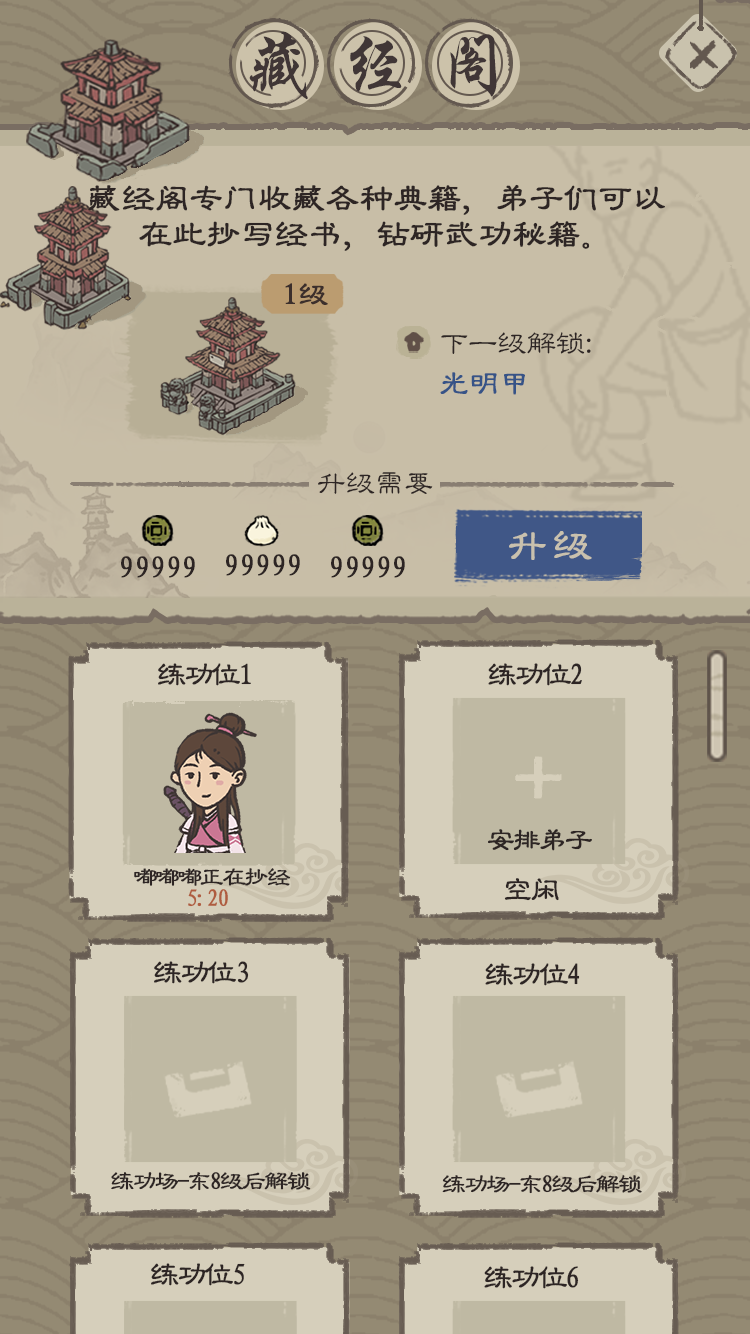 藏经阁
藏经阁专门收藏各种典籍，弟子们可以
在此抄写经书，钻研武功秘籍。
1级
下一级解锁:
光明甲
升级需要
99999 99999 99999
升级
练功位1
嘟嘟嘟正在抄经
5:20
练功位2
安排弟子
空闲
练功位3
练功场-东8级后解锁
练功位4
练功场-东8级后解锁
练功位5
练功位6